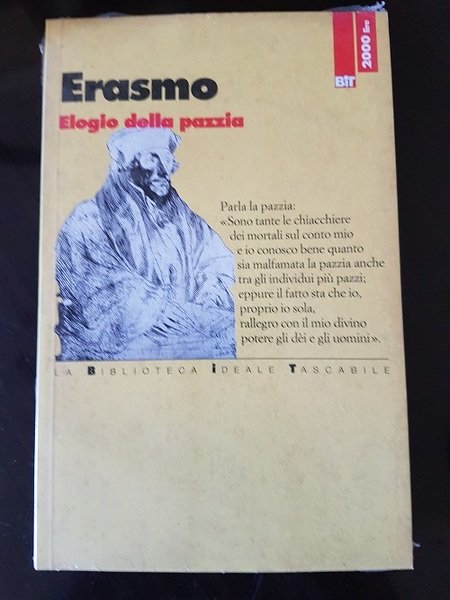 BIT
2000 lire
Erasmo
Elogio della pazzia
Parla la pazzia:
«Sono tante le chiacchiere
dei mortali sul conto mio
e io conosco bene quanto
sia malfamata la pazzia anche
tra gli individui più pazzi;
eppure il fatto sta che io,
proprio io sola,
rallegro con il mio divino
potere gli dèi e gli uomini».
LA BIBLIOTECA IDEALE TASCABILE